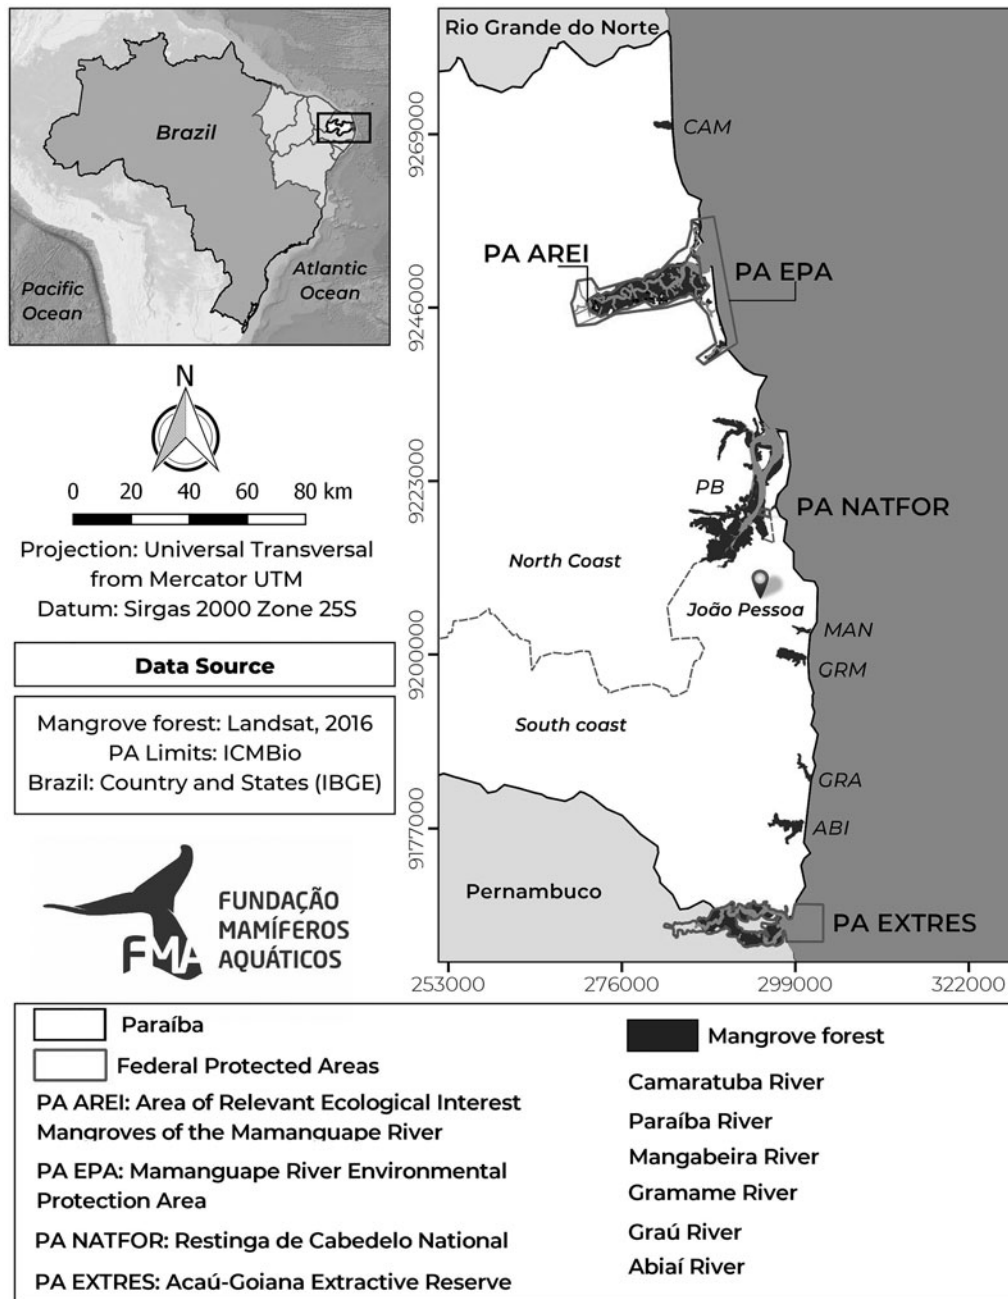 Brazil
Pacific
Ocean
Atlantic
Ocean
N
0 20 40 60 80 km
Projection: Universal Transversal
from Mercator UTM
Datum: Sirgas 2000 Zone 25S
Data Source
Mangrove forest: Landsat, 2016
PA Limits: ICMBio
Brazil: Country and States (IBGE)
FMA
FUNDAÇÃO
MAMÍFEROS
AQUÁTICOS
Rio Grande do Norte
CAM
PA AREI
PA EPA
PB
PA NATFOR
North Coast
João Pessoa
MAN
GRM
South coast
GRA
ABI
Pernambuco
PA EXTRES
9269000
9246000
9223000
9200000
9177000
253000 276000 299000 322000
Paraíba
Federal Protected Areas
PA AREI: Area of Relevant Ecological Interest
Mangroves of the Mamanguape River
PA EPA: Mamanguape River Environmental
Protection Area
PA NATFOR: Restinga de Cabedelo National
PA EXTRES: Acaú-Goiana Extractive Reserve
Mangrove forest
Camaratuba River
Paraíba River
Mangabeira River
Gramame River
Graú River
Abiaí River